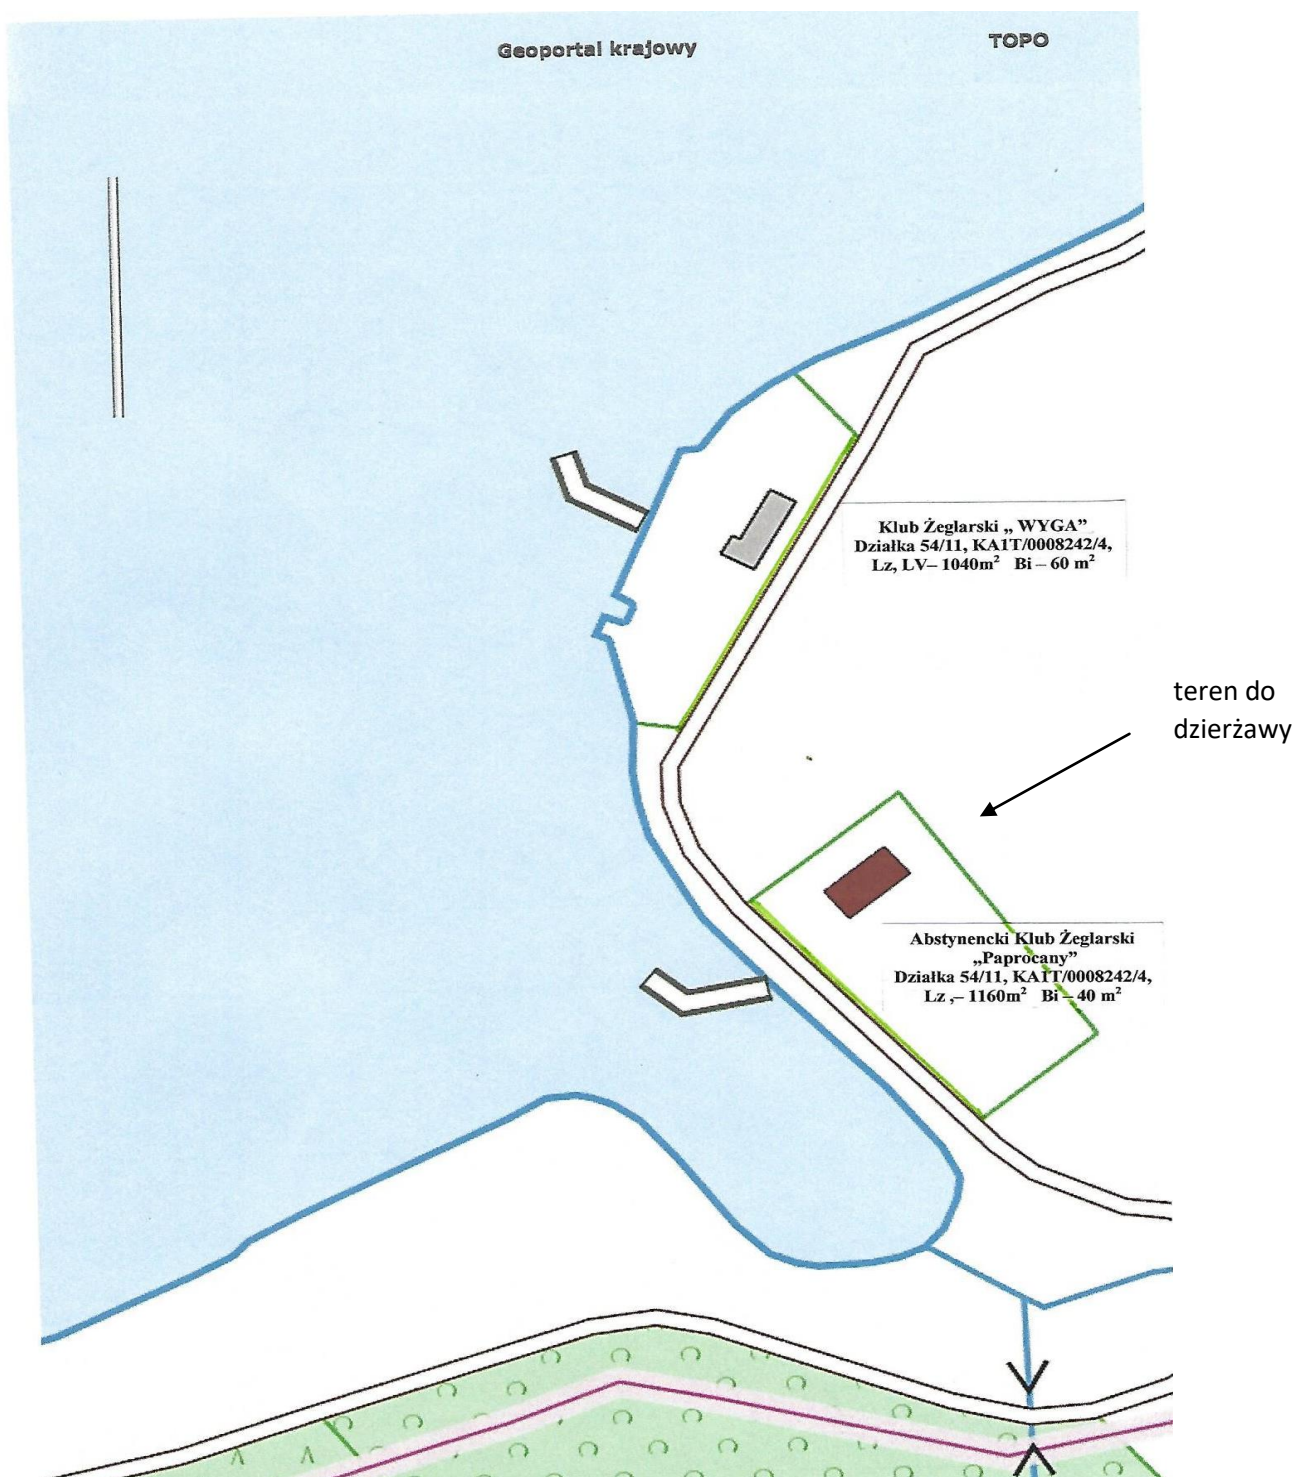 Geoportal krajowy
TOPO
Klub Żeglarski „ WYGA”
Działka 54/11, KA1T/0008242/4,
Lz, LV– 1040m² Bi – 60 m²
teren do
dzierżawy
Abstynencki Klub Żeglarski
„Paprocany”
Działka 54/11, KA1T/0008242/4,
Lz ,– 1160m² Bi – 40 m²